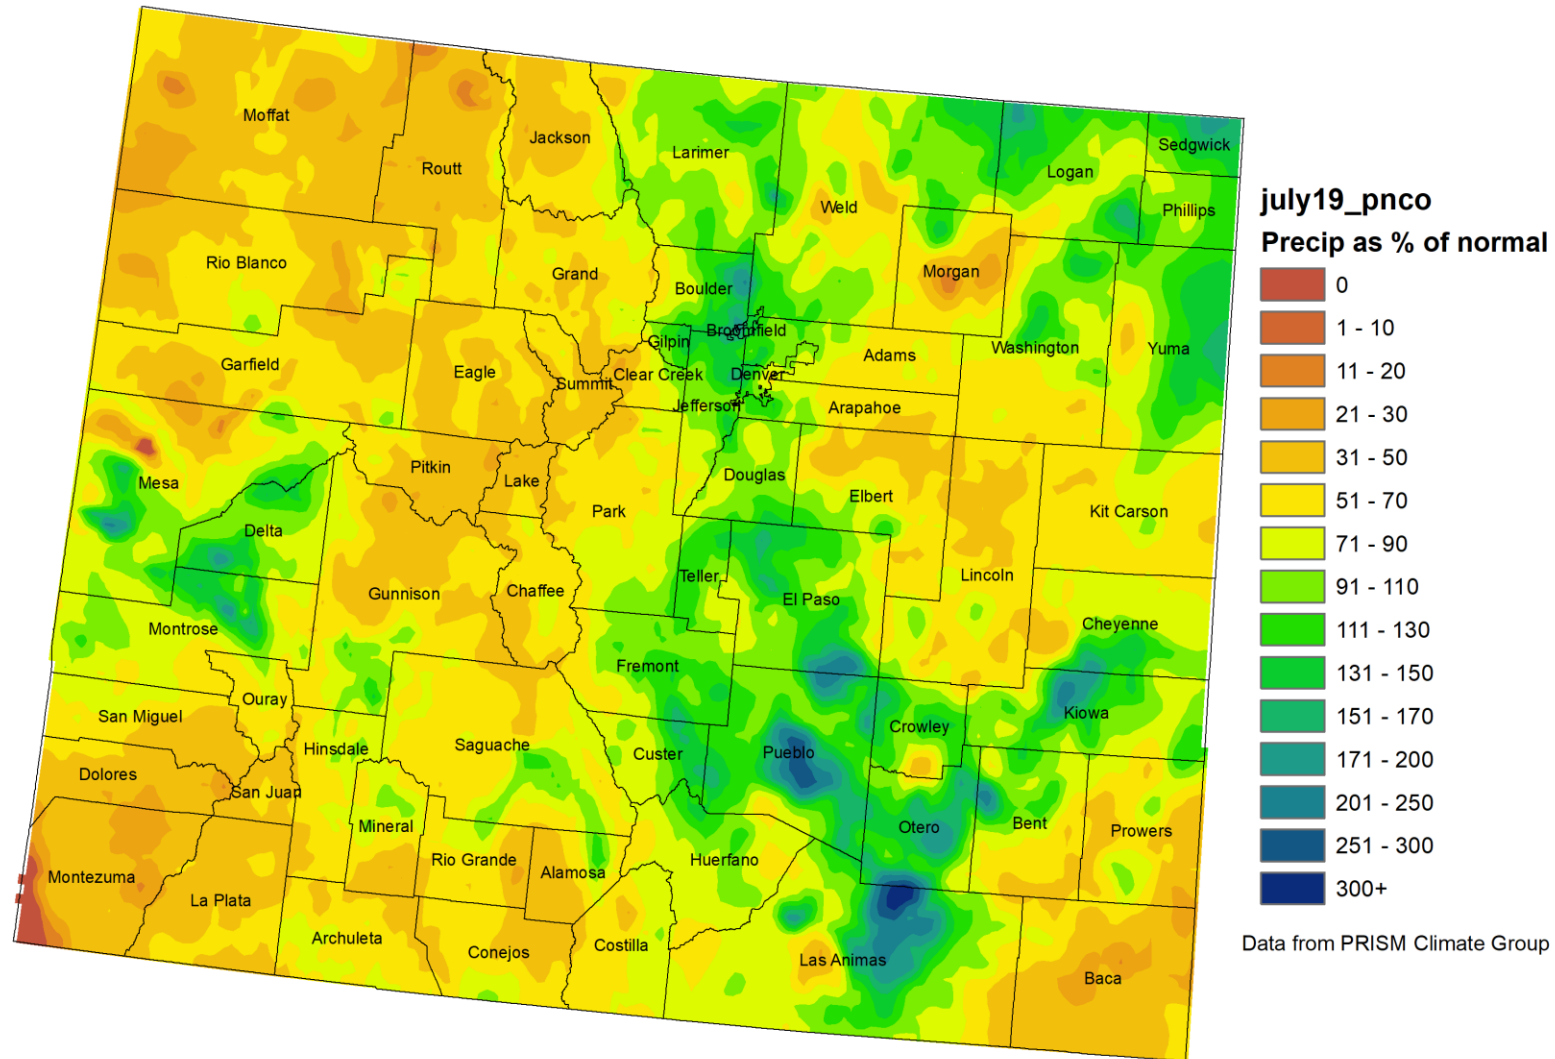 Moffat
Routt
Jackson
Larimer
Weld
Logan
Sedgwick
Phillips
Rio Blanco
Grand
Boulder
Morgan
Washington
Yuma
Broomfield
Gilpin
Adams
Garfield
Eagle
Summit
Clear Creek
Denver
Jefferson
Arapahoe
Mesa
Pitkin
Lake
Park
Douglas
Elbert
Kit Carson
Delta
Gunnison
Chaffee
Teller
El Paso
Lincoln
Cheyenne
Montrose
Fremont
Ouray
San Miguel
Hinsdale
Saguache
Custer
Pueblo
Crowley
Kiowa
Dolores
San Juan
Mineral
Rio Grande
Alamosa
Huerfano
Otero
Bent
Prowers
Montezuma
La Plata
Archuleta
Conejos
Costilla
Las Animas
Baca
july19_pnco
Precip as % of normal
0
1 - 10
11 - 20
21 - 30
31 - 50
51 - 70
71 - 90
91 - 110
111 - 130
131 - 150
151 - 170
171 - 200
201 - 250
251 - 300
300+
Data from PRISM Climate Group